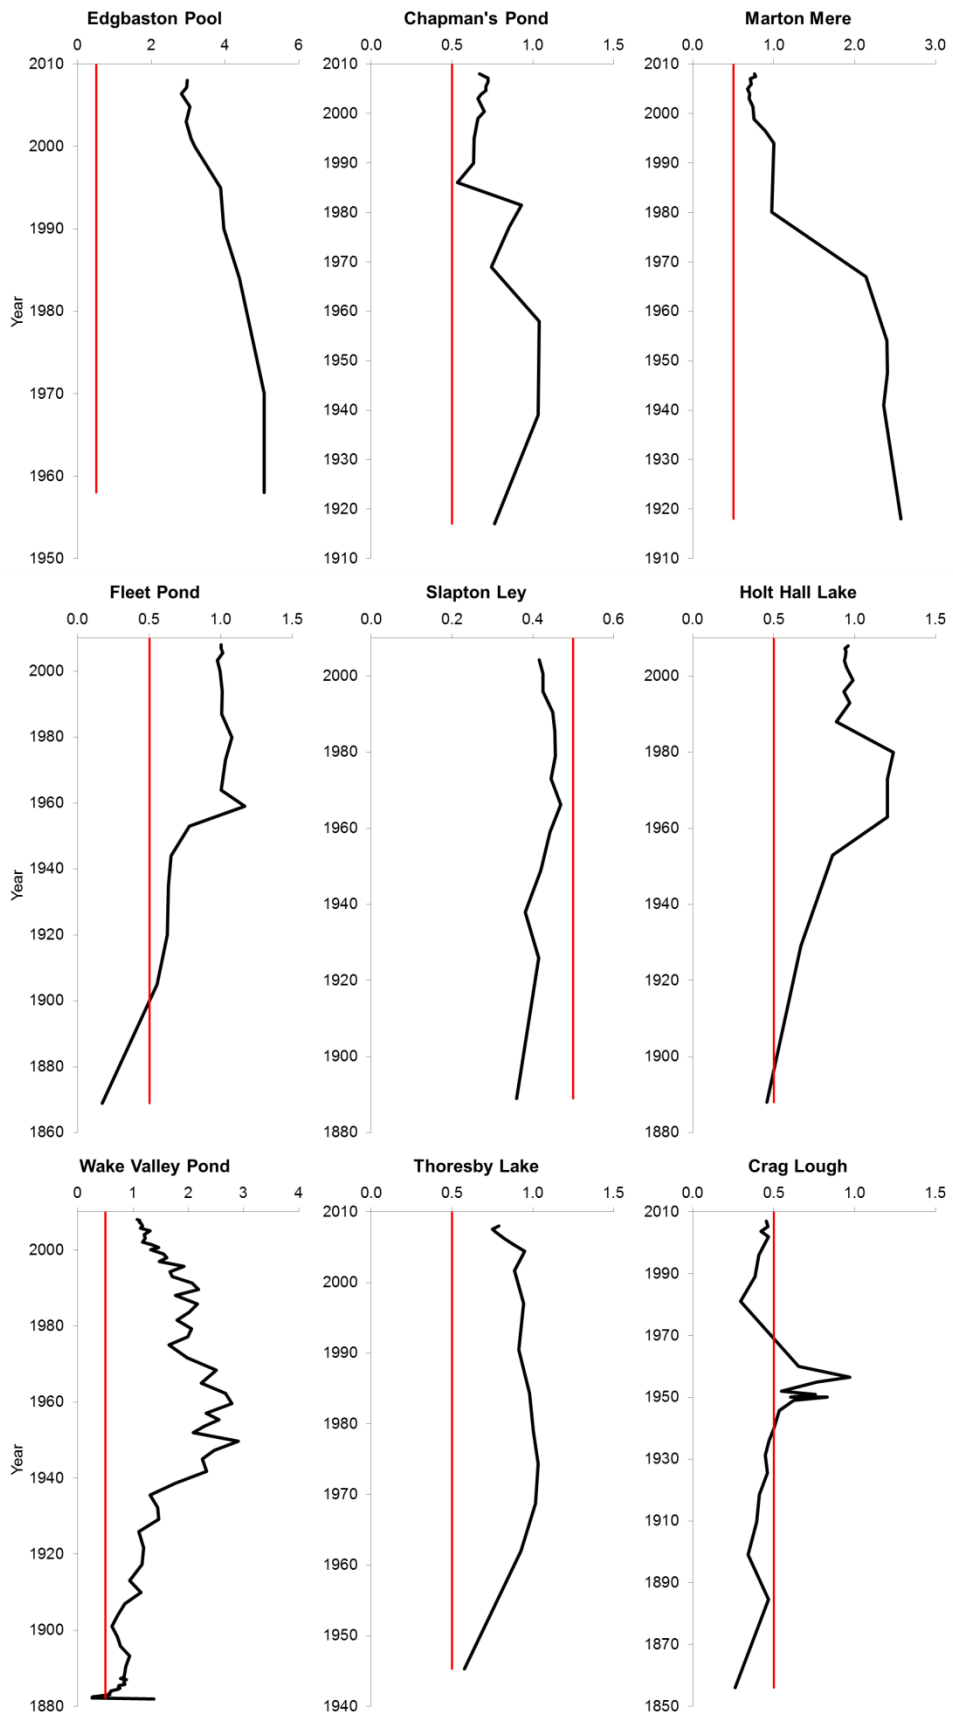 Edgbaston Pool Chapman's Pond Marton Mere
0 2 4 6 0.0 0.5 1.0 1.5 0.0 1.0 2.0 3.0
2010 2010 2010
2000 2000 2000
1990 1990 1990
1980 1980 1980
1970 1970 1970
1960 1960 1960
1950 1950 1950
1940 1940
1930 1930
1920 1920
1910 1910
Year
Fleet Pond Slapton Ley Holt Hall Lake
0.0 0.5 1.0 1.5 0.0 0.2 0.4 0.6 0.0 0.5 1.0 1.5
2000 2000 2000
1980 1980 1980
1960 1960 1960
1940 1940 1940
1920 1920 1920
1900 1900 1900
1880 1880 1880
1860
Year
Wake Valley Pond Thoresby Lake Crag Lough
0 1 2 3 4 0.0 0.5 1.0 1.5 0.0 0.5 1.0 1.5
2000 2010 2010
1980 2000 1990
1960 1990 1970
1940 1980 1950
1920 1970 1930
1900 1960 1910
1880 1950 1890
1940 1870
1850
Year